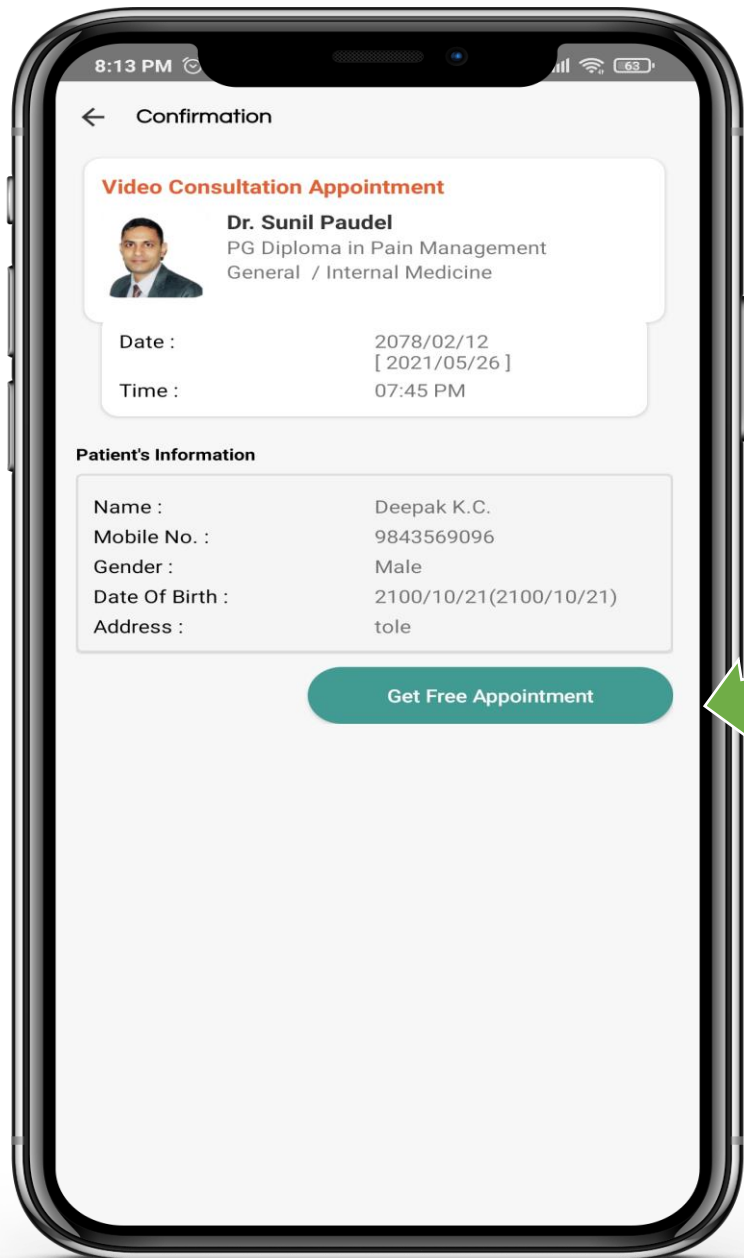 8:13 PM
63
Confirmation
Video Consultation Appointment
Dr. Sunil Paudel
PG Diploma in Pain Management
General / Internal Medicine
Date : 2078/02/12
[ 2021/05/26 ]
Time : 07:45 PM
Patient's Information
Name : Deepak K.C.
Mobile No. : 9843569096
Gender : Male
Date Of Birth : 2100/10/21(2100/10/21)
Address : tole
Get Free Appointment